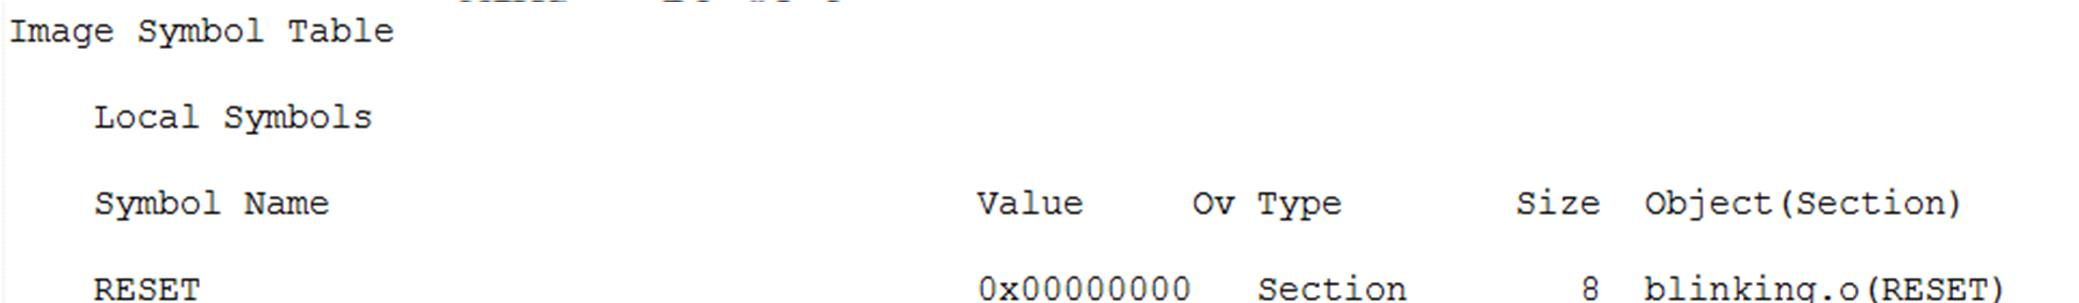 Image Symbol Table
Local Symbols
Symbol Name Value Ov Type Size Object(Section)
RESET 0x00000000 Section 8 blinking.o(RESET)